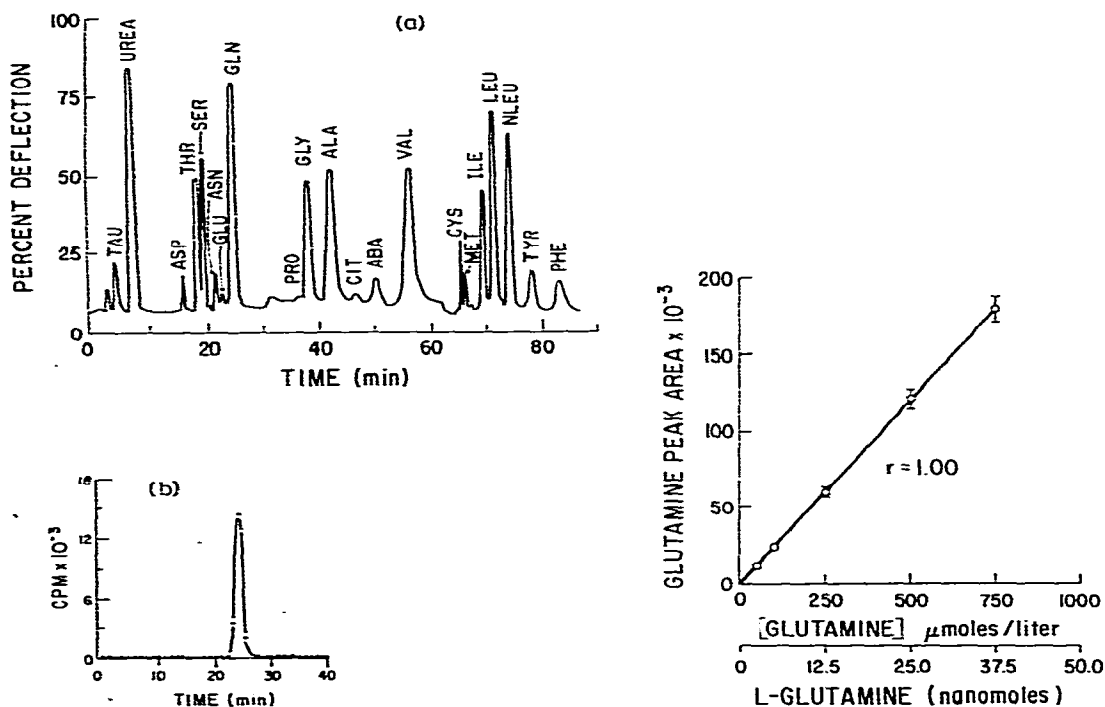 (a)
PERCENT DEFLECTION
100
75
50
25
0
TAU
UREA
ASP
THR
SER
ASN
GLU
GLN
PRO
GLY
ALA
CIT
ABA
VAL
CYS
MET
ILE
LEU
NLEU
TYR
PHE
0 20 40 60 80
TIME (min)
(b)
CPM x 10⁻³
18
12
6
0
0 10 20 30 40
TIME (min)
GLUTAMINE PEAK AREA x 10⁻³
200
150
100
50
0
r = 1.00
0 250 500 750 1000
[GLUTAMINE] μmoles/liter
0 12.5 25.0 37.5 50.0
L-GLUTAMINE (nanomoles)